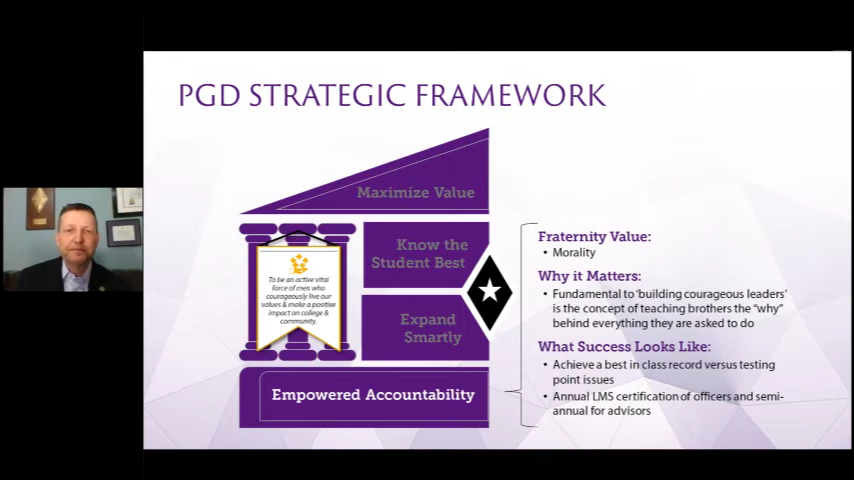 PGD STRATEGIC FRAMEWORK
Maximize Value
Know the
Student Best
Expand
Smartly
To be an active vital
force of men who
courageously live our
values & make a positive
impact on college &
community.
Empowered Accountability
Fraternity Value:
• Morality
Why it Matters:
• Fundamental to ‘building courageous leaders’
is the concept of teaching brothers the “why”
behind everything they are asked to do
What Success Looks Like:
• Achieve a best in class record versus testing
point issues
• Annual LMS certification of officers and semi-
annual for advisors